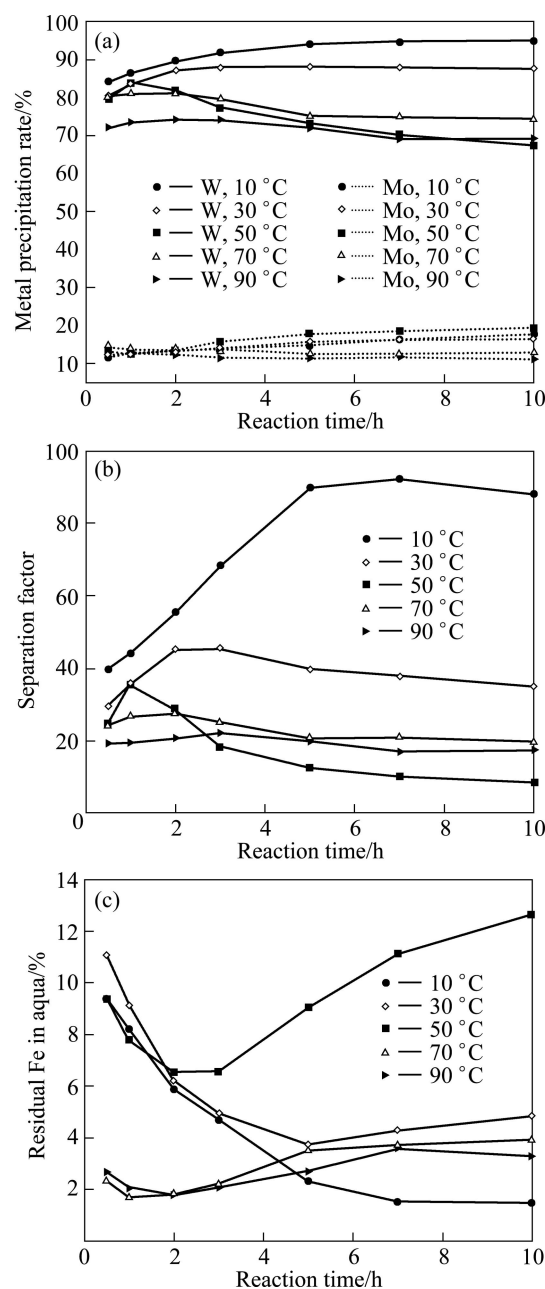 (a)
100
90
80
70
60
50
40
30
20
10
Metal precipitation rate/%
W, 10 °C
W, 30 °C
W, 50 °C
W, 70 °C
W, 90 °C
Mo, 10 °C
Mo, 30 °C
Mo, 50 °C
Mo, 70 °C
Mo, 90 °C
0 2 4 6 8 10
Reaction time/h
(b)
100
80
60
40
20
0
Separation factor
10 °C
30 °C
50 °C
70 °C
90 °C
2 4 6 8 10
Reaction time/h
(c)
14
12
10
8
6
4
2
Residual Fe in aqua/%
10 °C
30 °C
50 °C
70 °C
90 °C
0 2 4 6 8 10
Reaction time/h